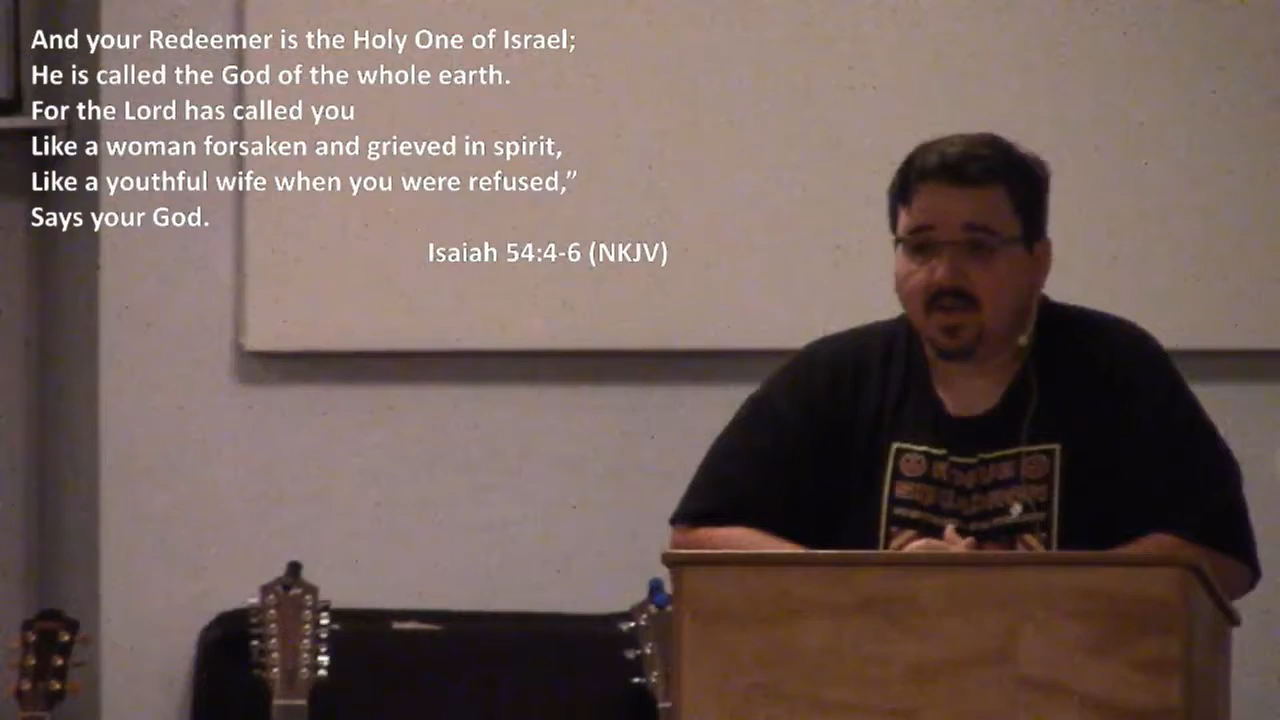 And your Redeemer is the Holy One of Israel;
He is called the God of the whole earth.
For the Lord has called you
Like a woman forsaken and grieved in spirit,
Like a youthful wife when you were refused,”
Says your God.
Isaiah 54:4-6 (NKJV)
ROGUE
SQUADRON